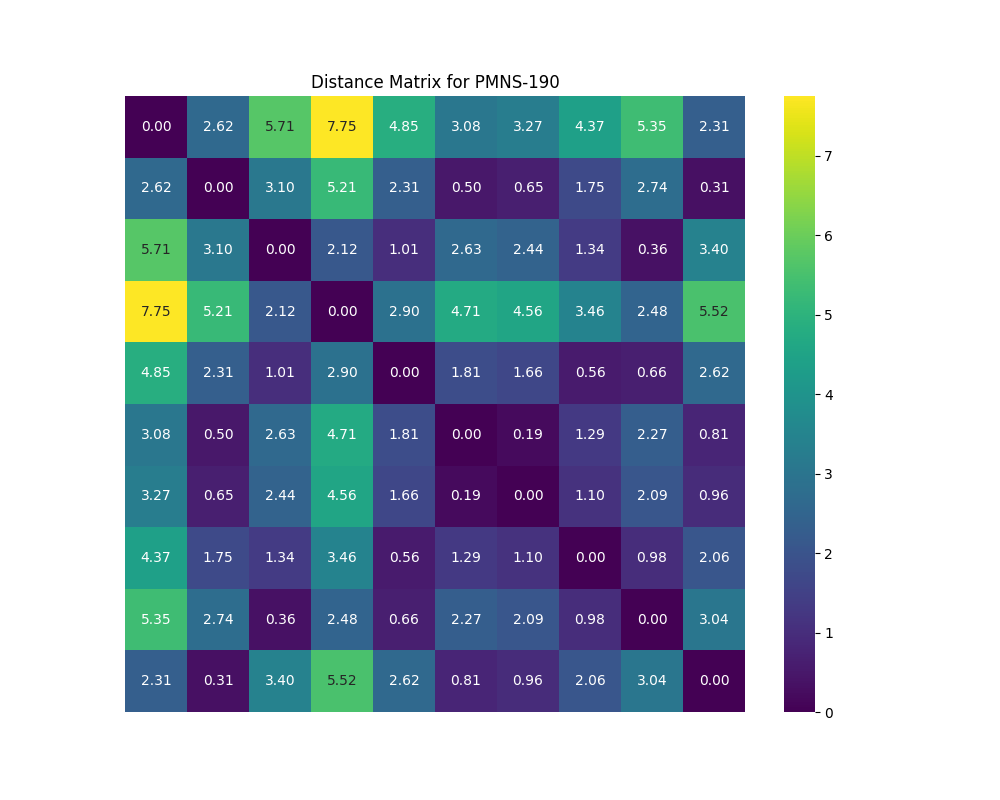 Distance Matrix for PMNS-190
0.00 2.62 5.71 7.75 4.85 3.08 3.27 4.37 5.35 2.31
2.62 0.00 3.10 5.21 2.31 0.50 0.65 1.75 2.74 0.31
5.71 3.10 0.00 2.12 1.01 2.63 2.44 1.34 0.36 3.40
7.75 5.21 2.12 0.00 2.90 4.71 4.56 3.46 2.48 5.52
4.85 2.31 1.01 2.90 0.00 1.81 1.66 0.56 0.66 2.62
3.08 0.50 2.63 4.71 1.81 0.00 0.19 1.29 2.27 0.81
3.27 0.65 2.44 4.56 1.66 0.19 0.00 1.10 2.09 0.96
4.37 1.75 1.34 3.46 0.56 1.29 1.10 0.00 0.98 2.06
5.35 2.74 0.36 2.48 0.66 2.27 2.09 0.98 0.00 3.04
2.31 0.31 3.40 5.52 2.62 0.81 0.96 2.06 3.04 0.00
7
6
5
4
3
2
1
0